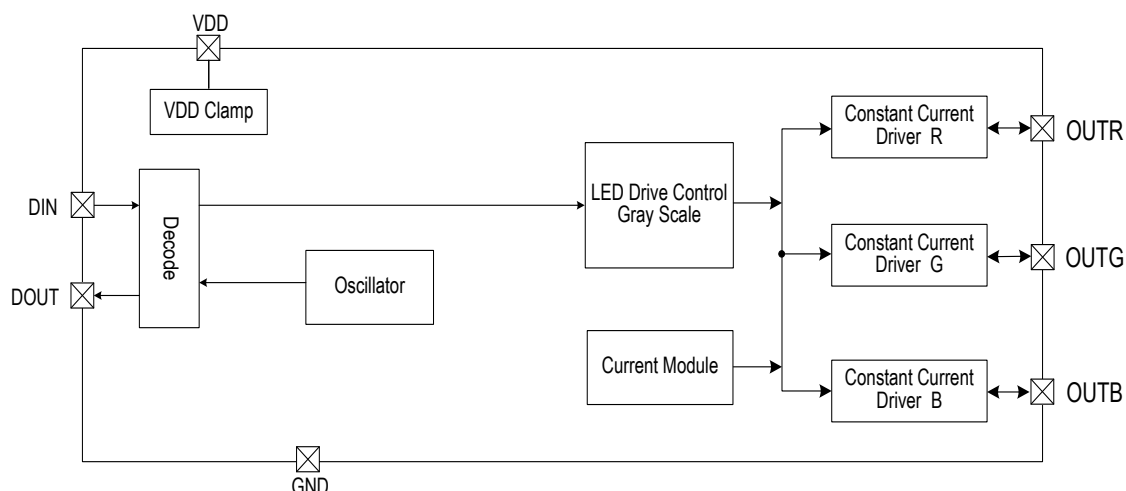 VDD
VDD Clamp
Constant Current
Driver R
OUTR
LED Drive Control
Gray Scale
DIN
Decode
Constant Current
Driver G
OUTG
DOUT
Oscillator
Current Module
Constant Current
Driver B
OUTB
GND